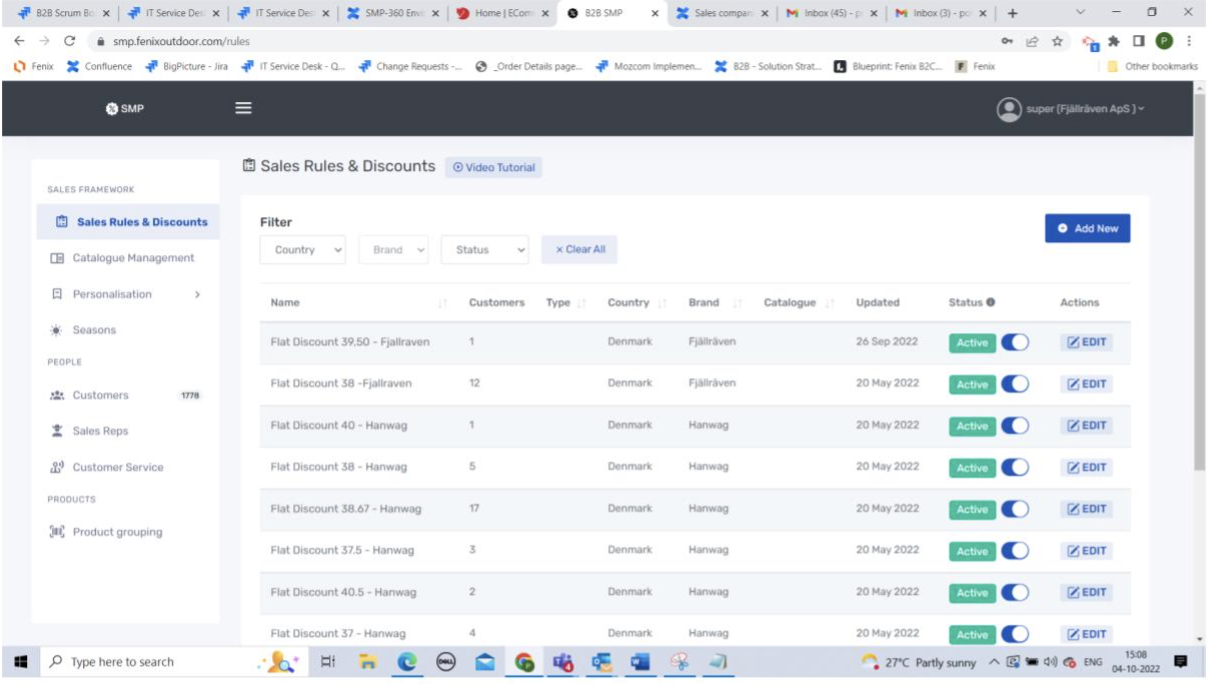 B2B Scrum Bo
IT Service Des
IT Service Des
SMP-360 Env
Home | ECom
B2B SMP
Sales compan
Inbox (45) - p
Inbox (3) - po
smp.fenixoutdoor.com/rules
P
Fenix
Confluence
BigPicture - Jira
IT Service Desk - Q...
Change Requests -...
_Order Details page...
Mozcom Implemen...
B2B - Solution Strat...
Blueprint: Fenix B2C...
Fenix
Other bookmarks
SMP
super (Fjällräven ApS )
Sales Rules & Discounts
Video Tutorial
SALES FRAMEWORK
Sales Rules & Discounts
Catalogue Management
Personalisation
Seasons
PEOPLE
Customers 1778
Sales Reps
Customer Service
PRODUCTS
Product grouping
Filter
Country
Brand
Status
× Clear All
Add New
Name Customers Type Country Brand Catalogue Updated Status Actions
Flat Discount 39,50 - Fjallraven 1 Denmark Fjällräven 26 Sep 2022 Active EDIT
Flat Discount 38 -Fjallraven 12 Denmark Fjällräven 20 May 2022 Active EDIT
Flat Discount 40 - Hanwag 1 Denmark Hanwag 20 May 2022 Active EDIT
Flat Discount 38 - Hanwag 5 Denmark Hanwag 20 May 2022 Active EDIT
Flat Discount 38.67 - Hanwag 17 Denmark Hanwag 20 May 2022 Active EDIT
Flat Discount 37.5 - Hanwag 3 Denmark Hanwag 20 May 2022 Active EDIT
Flat Discount 40.5 - Hanwag 2 Denmark Hanwag 20 May 2022 Active EDIT
Flat Discount 37 - Hanwag 4 Denmark Hanwag 20 May 2022 Active EDIT
Type here to search
DELL
27°C Partly sunny
ENG
15:08
04-10-2022